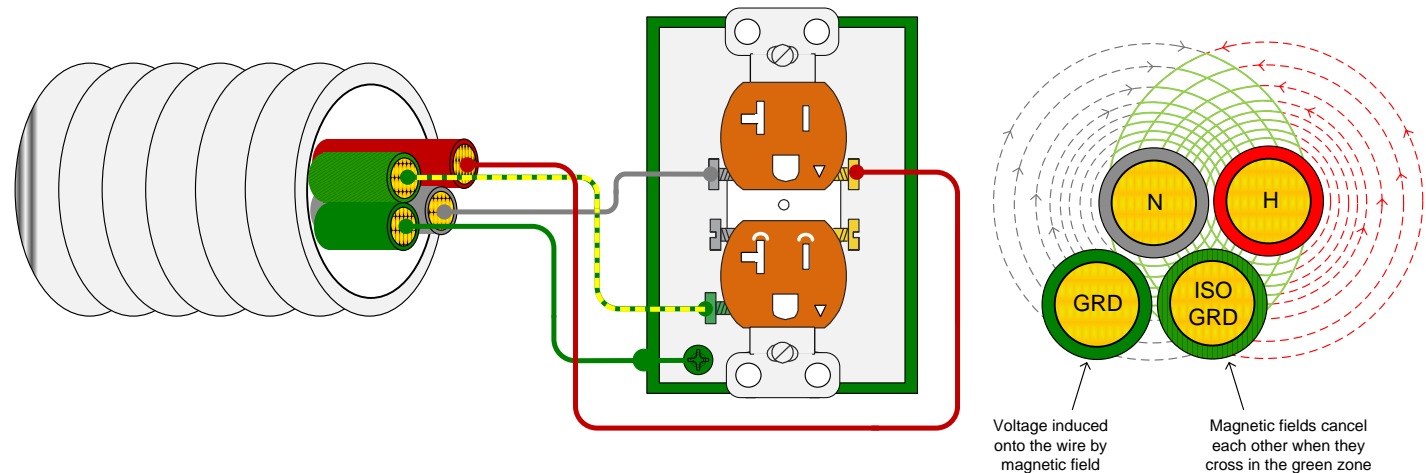 N
H
GRD
ISO
GRD
Voltage induced
onto the wire by
magnetic field
Magnetic fields cancel
each other when they
cross in the green zone